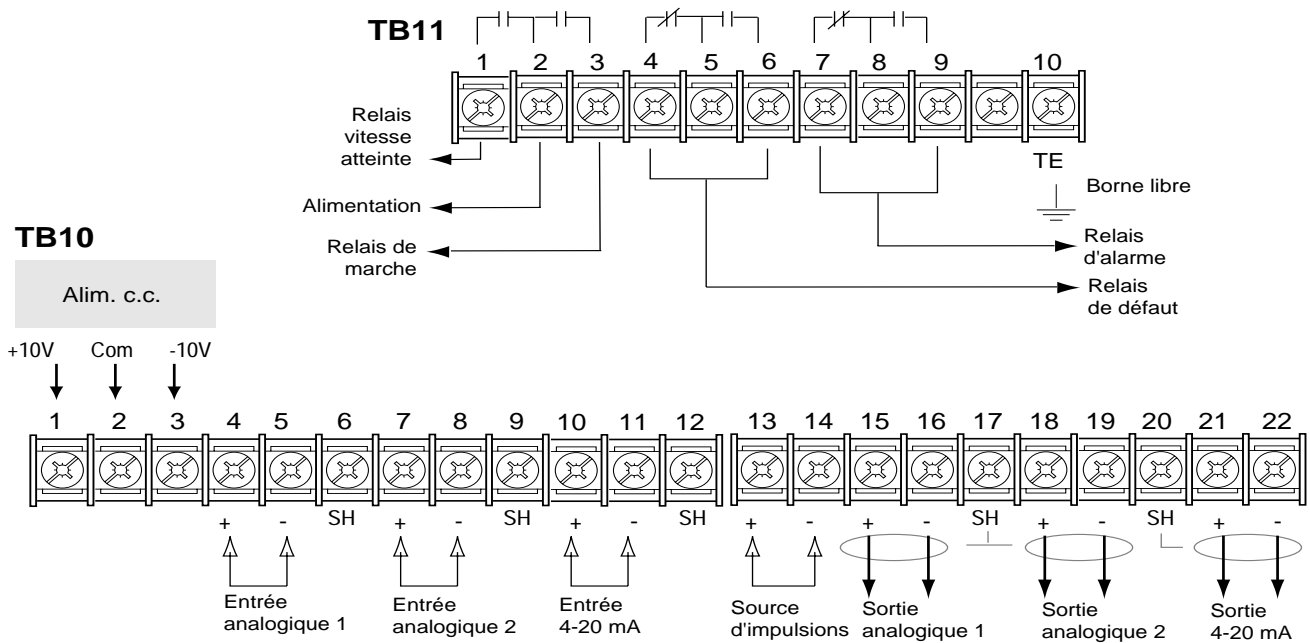 TB11
1 2 3 4 5 6 7 8 9 10
Relais
vitesse
atteinte
TE
Borne libre
Alimentation
Relais de
marche
Relais
d'alarme
Relais
de défaut
TB10
Alim. c.c.
+10V Com -10V
1 2 3 4 5 6 7 8 9 10 11 12 13 14 15 16 17 18 19 20 21 22
+ - SH + - SH + - SH + - + - SH + - SH + -
Entrée
analogique 1
Entrée
analogique 2
Entrée
4-20 mA
Source
d'impulsions
Sortie
analogique 1
Sortie
analogique 2
Sortie
4-20 mA